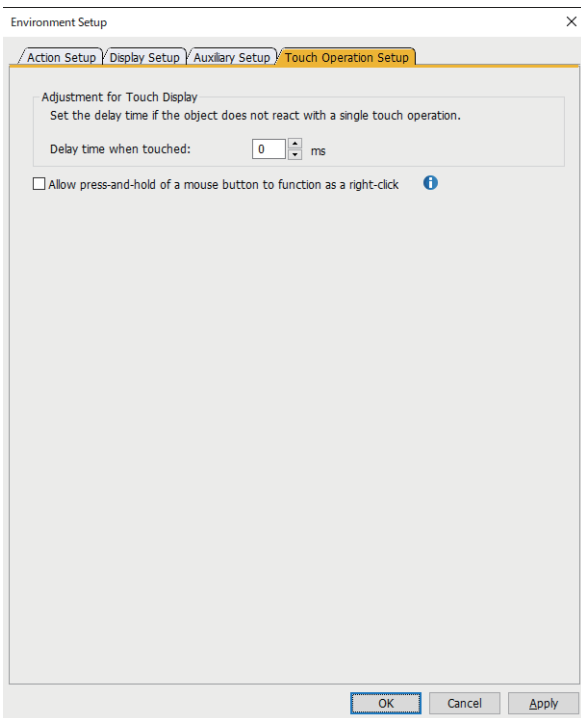 Environment Setup
Action Setup Display Setup Auxiliary Setup Touch Operation Setup
Adjustment for Touch Display
Set the delay time if the object does not react with a single touch operation.
Delay time when touched: 0 ms
Allow press-and-hold of a mouse button to function as a right-click
OK Cancel Apply